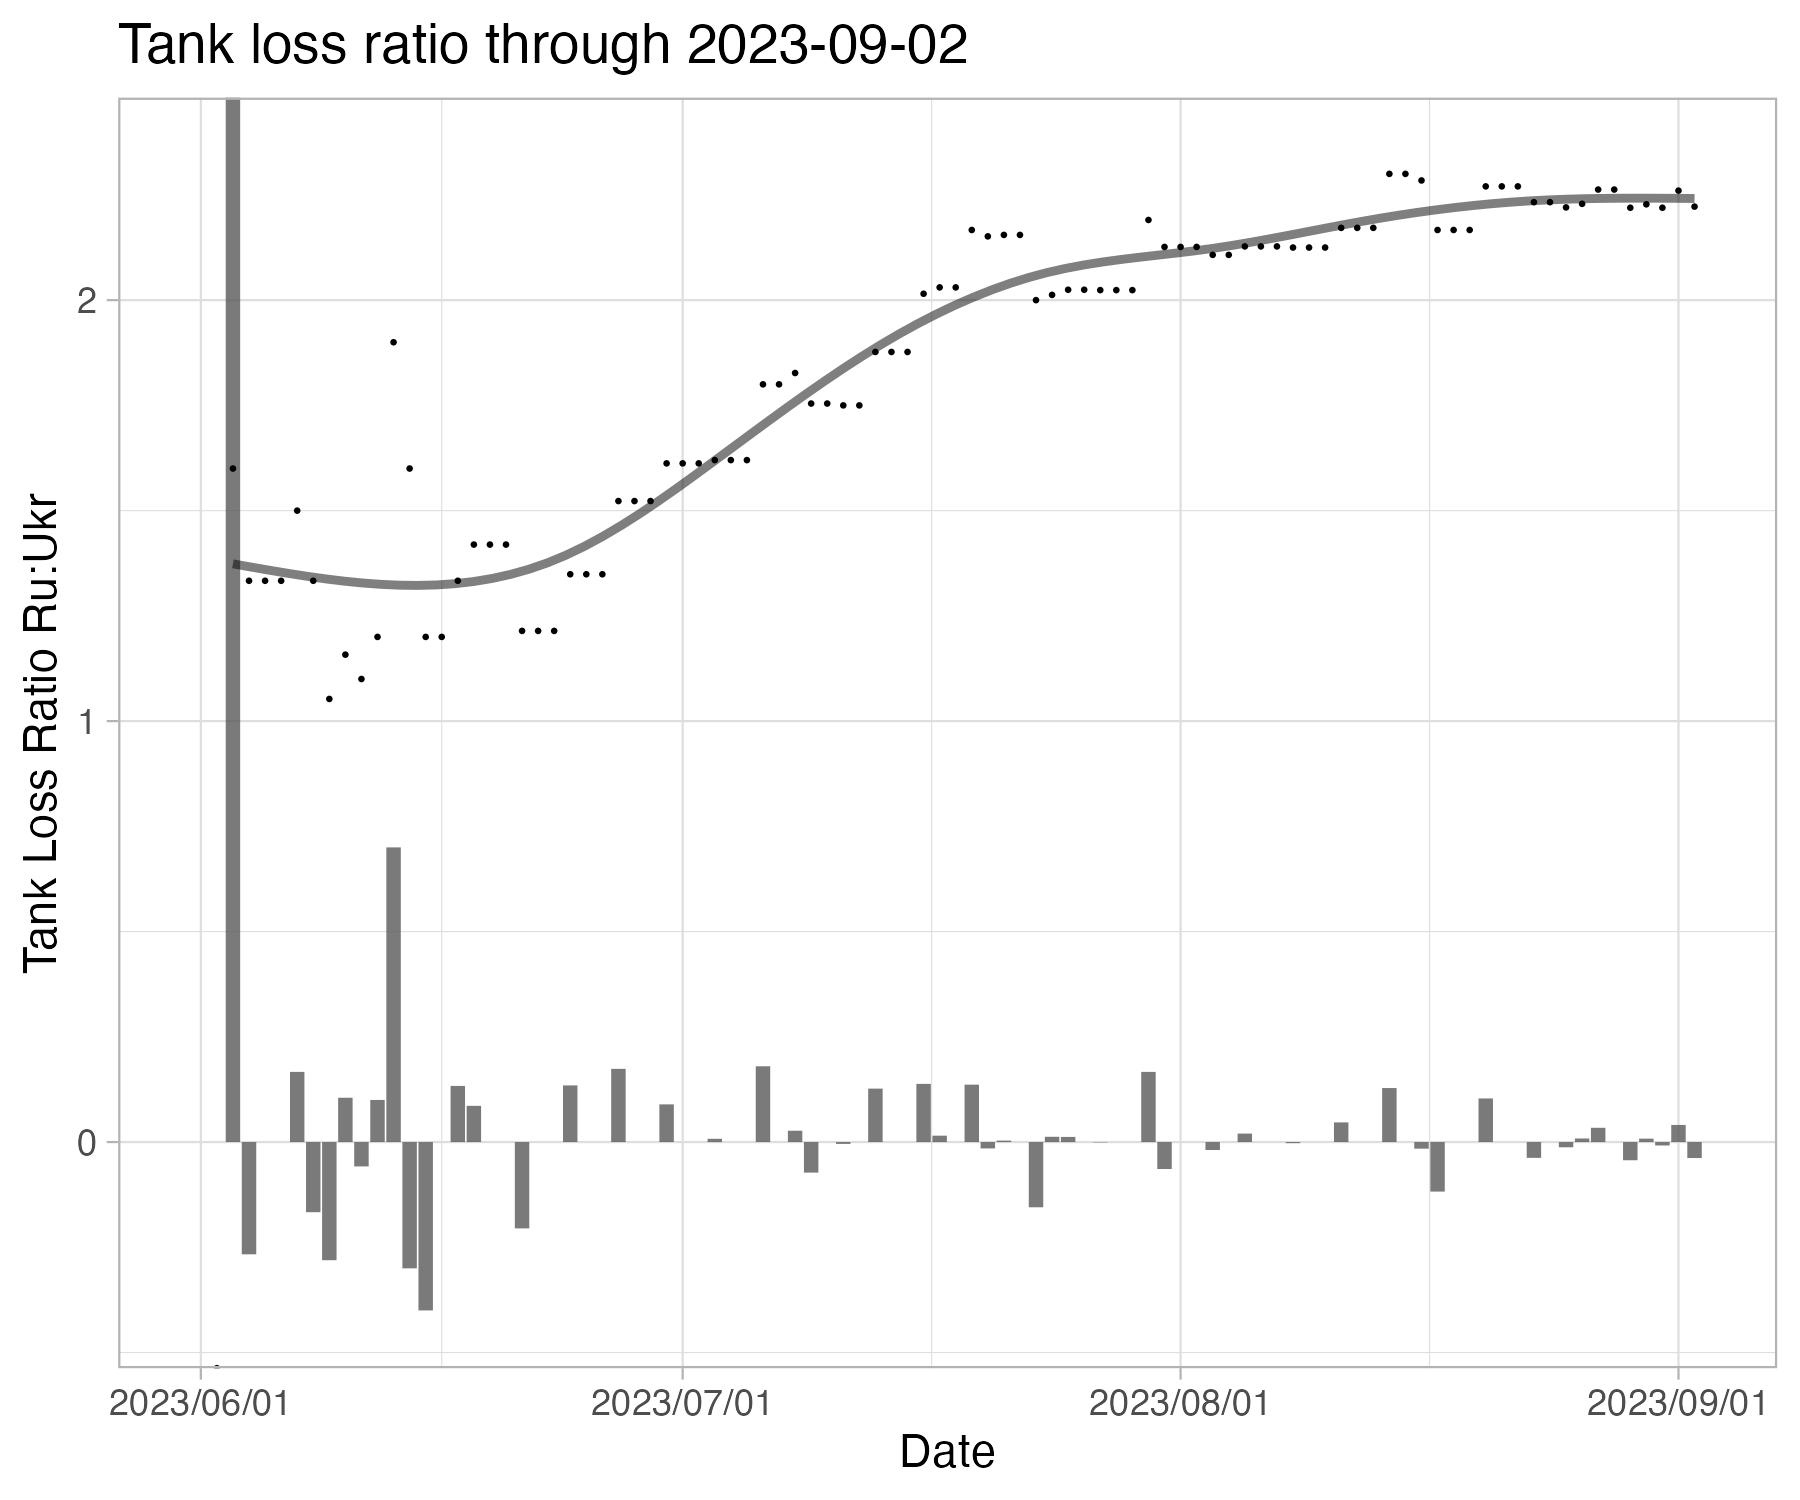 Tank loss ratio through 2023-09-02
Tank Loss Ratio Ru:Ukr
2
1
0
2023/06/01
2023/07/01
2023/08/01
2023/09/01
Date